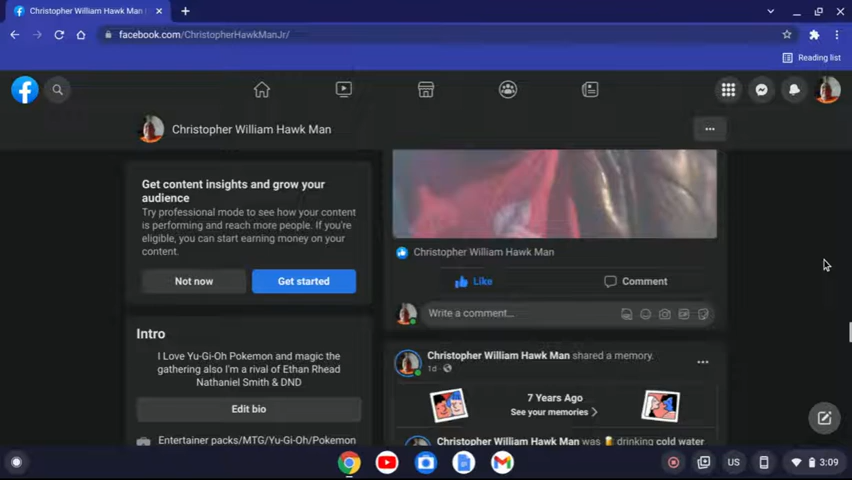 Christopher William Hawk Man
facebook.com/ChristopherHawkManJr/
Reading list
Christopher William Hawk Man
Get content insights and grow your
audience
Try professional mode to see how your content
is performing and reach more people. If you're
eligible, you can start earning money on your
content.
Not now
Get started
Intro
I Love Yu-Gi-Oh Pokemon and magic the
gathering also I'm a rival of Ethan Rhead
Nathaniel Smith & DND
Edit bio
Entertainer packs/MTG/Yu-Gi-Oh/Pokemon
Christopher William Hawk Man
Like
Comment
Write a comment…
GIF
Christopher William Hawk Man shared a memory.
1d
7 Years Ago
See your memories
Christopher William Hawk Man was drinking cold water
US
3:09